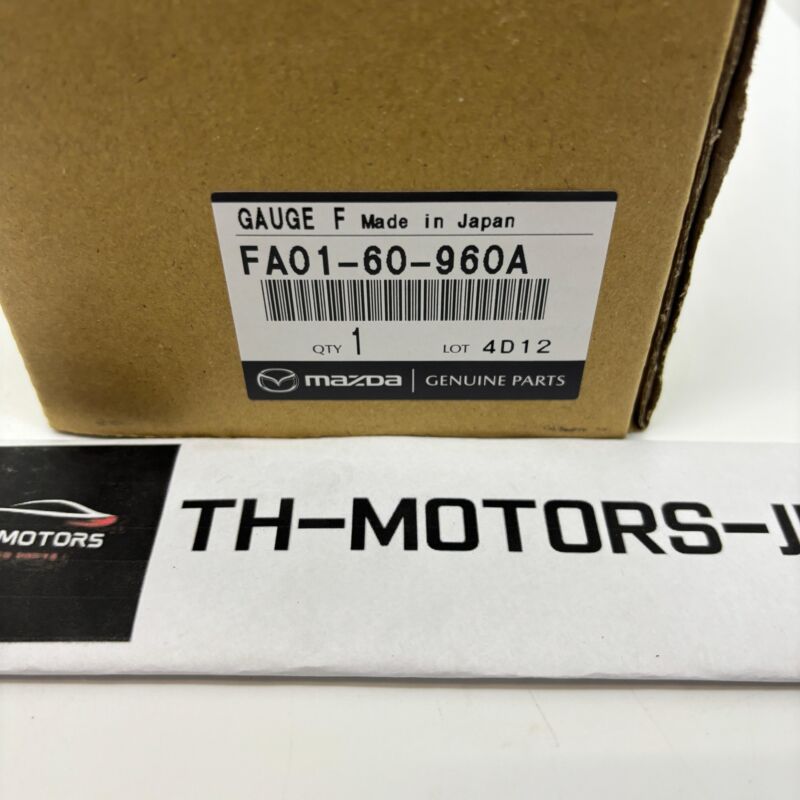 GAUGE F Made in Japan
FA01-60-960A
QTY 1 LOT 4D12
mazda GENUINE PARTS
MOTORS
TH-MOTORS-J